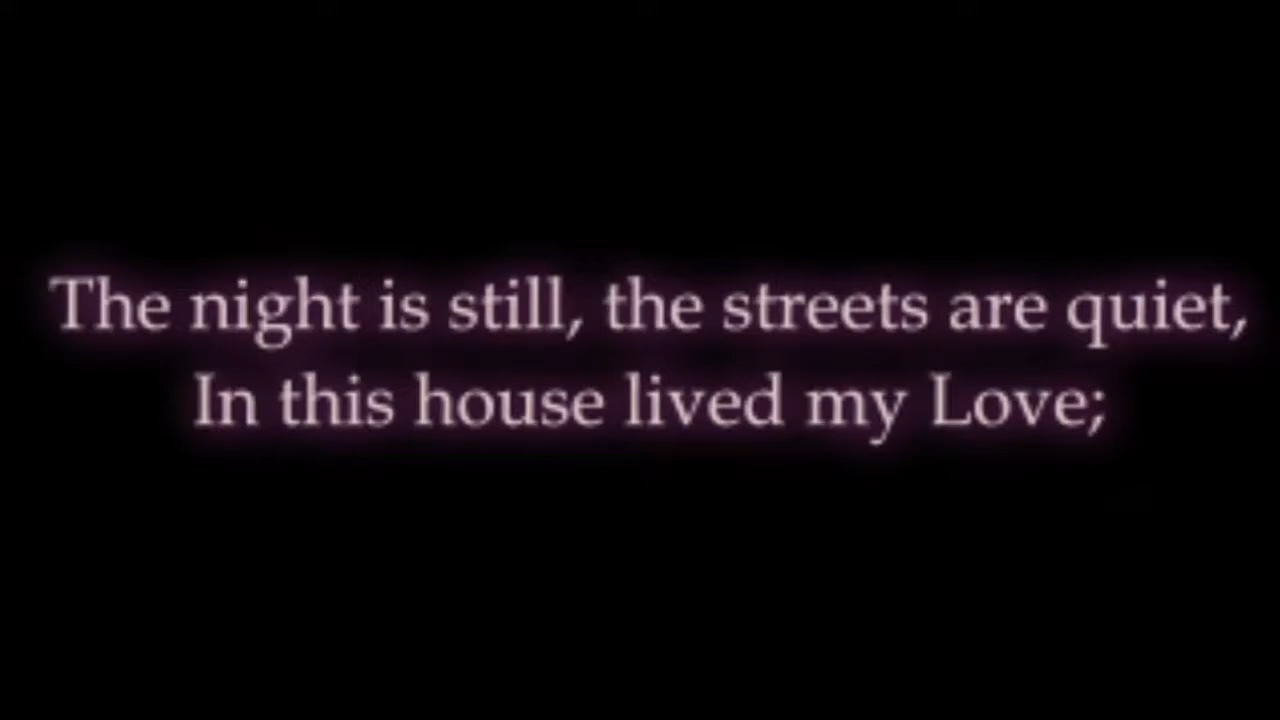 The night is still, the streets are quiet,
In this house lived my Love;